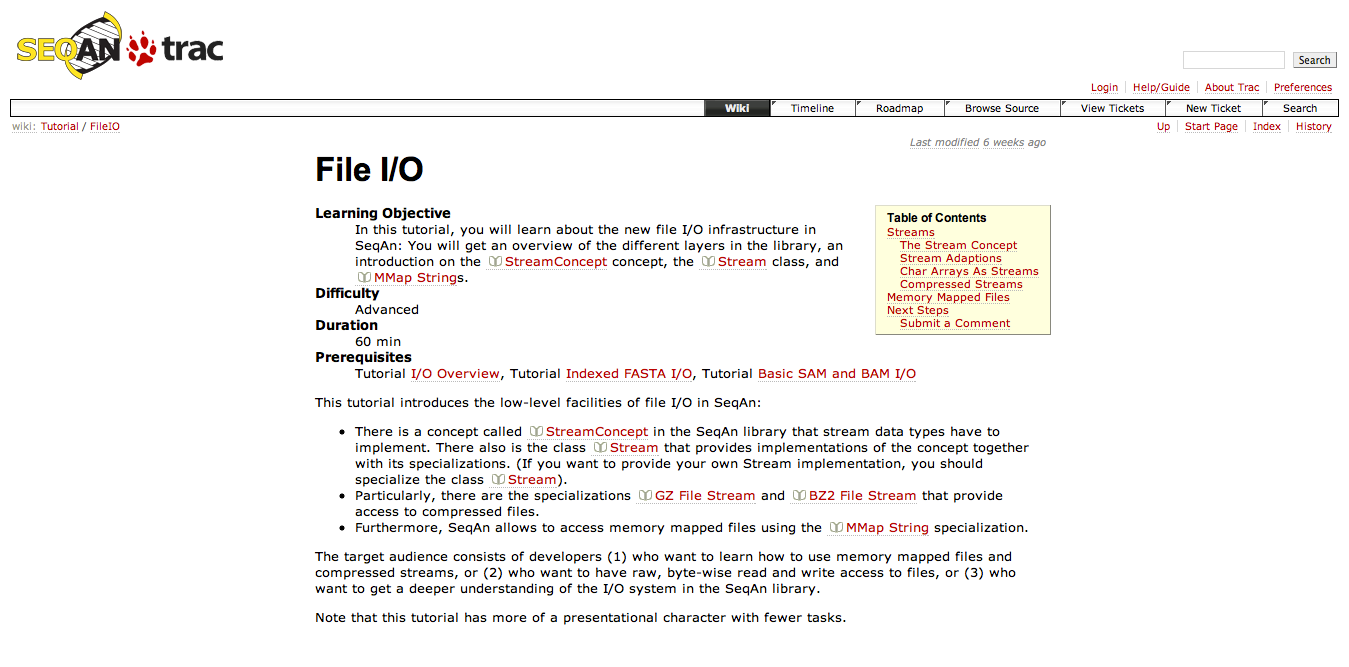 SEQAN trac
Search
Login Help/Guide About Trac Preferences
Wiki Timeline Roadmap Browse Source View Tickets New Ticket Search
wiki: Tutorial / FileIO
Up Start Page Index History
Last modified 6 weeks ago
File I/O
Learning Objective
In this tutorial, you will learn about the new file I/O infrastructure in
SeqAn: You will get an overview of the different layers in the library, an
introduction on the StreamConcept concept, the Stream class, and
MMap Strings.
Difficulty
Advanced
Duration
60 min
Prerequisites
Tutorial I/O Overview, Tutorial Indexed FASTA I/O, Tutorial Basic SAM and BAM I/O
Table of Contents
Streams
The Stream Concept
Stream Adaptions
Char Arrays As Streams
Compressed Streams
Memory Mapped Files
Next Steps
Submit a Comment
This tutorial introduces the low-level facilities of file I/O in SeqAn:
• There is a concept called StreamConcept in the SeqAn library that stream data types have to
implement. There also is the class Stream that provides implementations of the concept together
with its specializations. (If you want to provide your own Stream implementation, you should
specialize the class Stream).
• Particularly, there are the specializations GZ File Stream and BZ2 File Stream that provide
access to compressed files.
• Furthermore, SeqAn allows to access memory mapped files using the MMap String specialization.
The target audience consists of developers (1) who want to learn how to use memory mapped files and
compressed streams, or (2) who want to have raw, byte-wise read and write access to files, or (3) who
want to get a deeper understanding of the I/O system in the SeqAn library.
Note that this tutorial has more of a presentational character with fewer tasks.